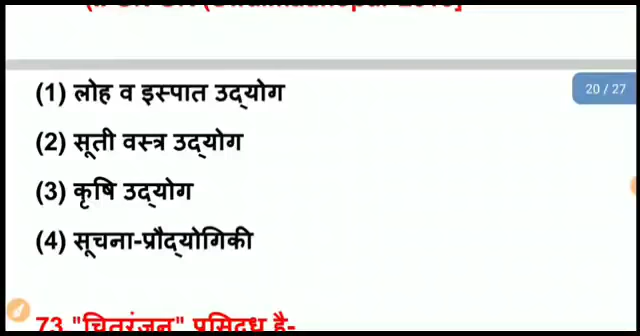 (1) लोह व इस्पात उद्योग
20 / 27
(2) सूती वस्त्र उद्योग
(3) कृषि उद्योग
(4) सूचना-प्रौद्योगिकी
73 "चितरंजन" प्रसिद्ध है-